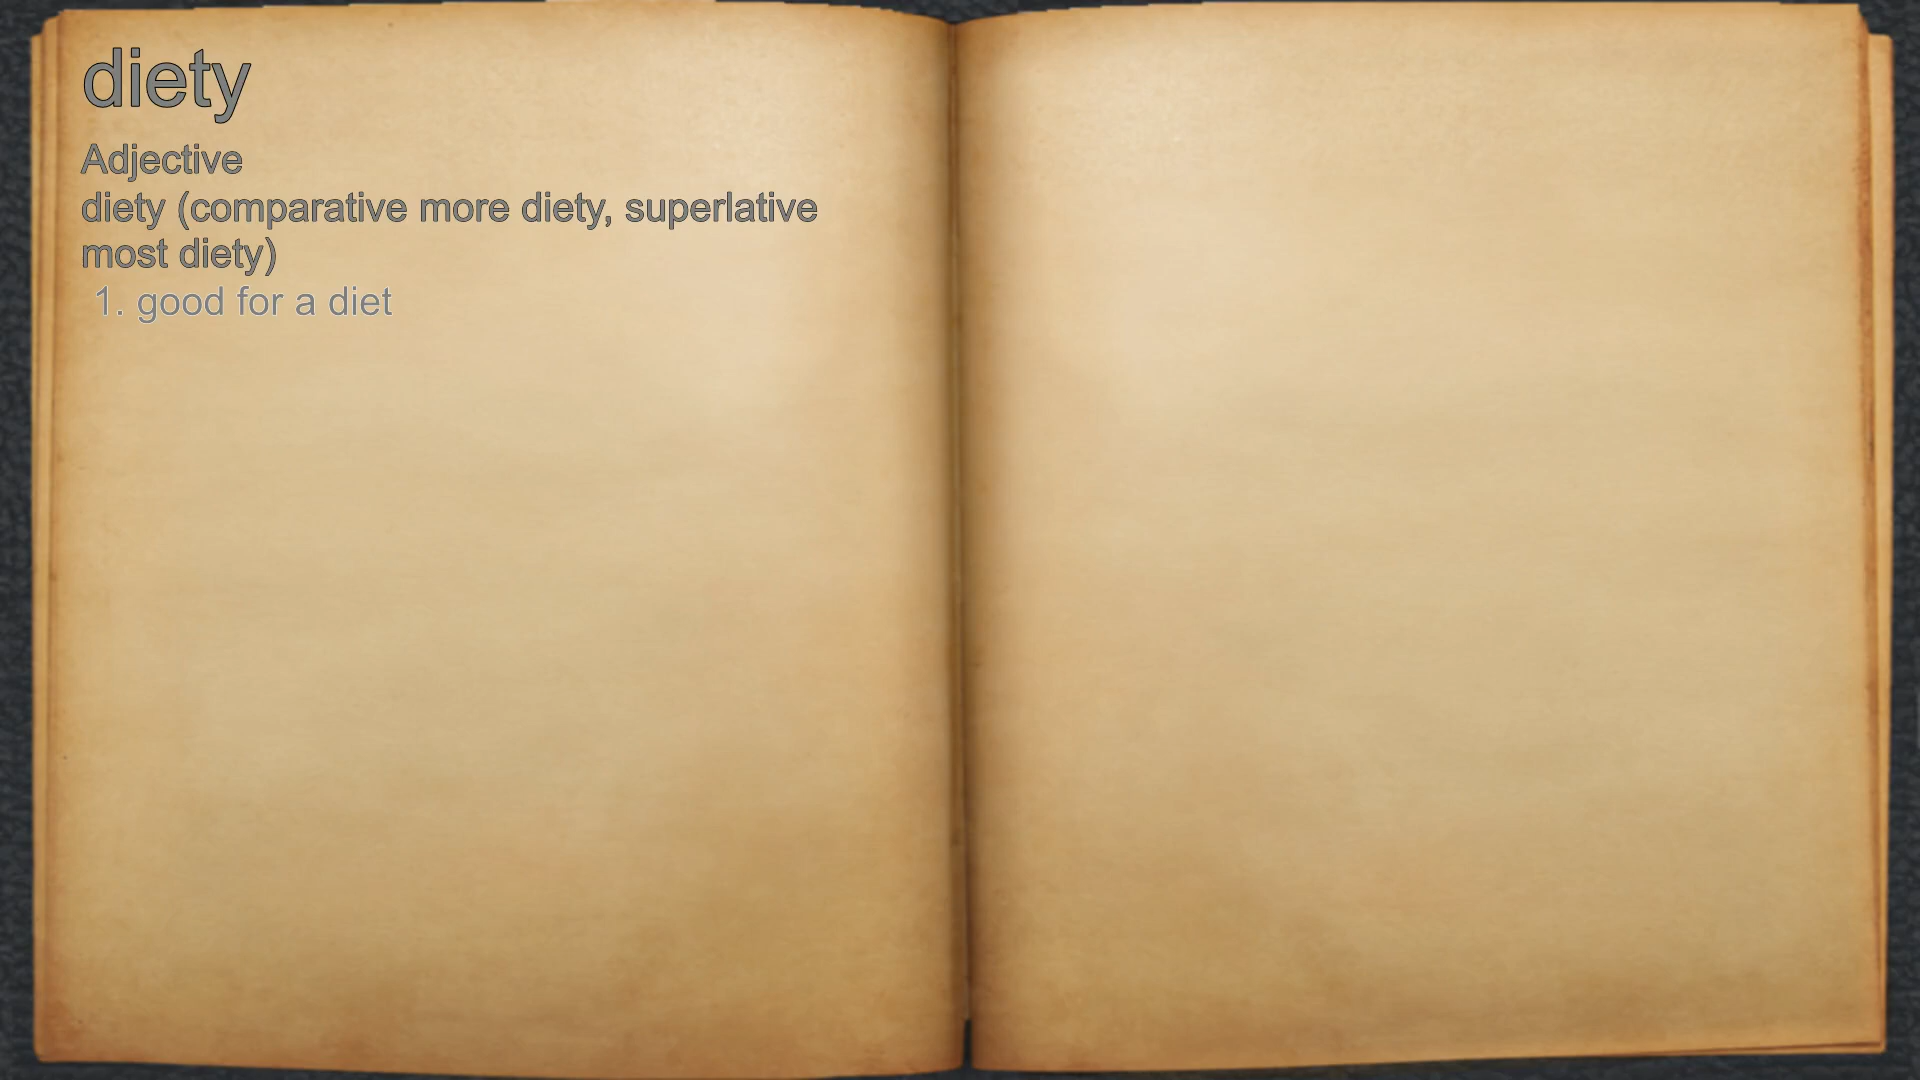 diety
Adjective
diety (comparative more diety, superlative
most diety)
1. good for a diet